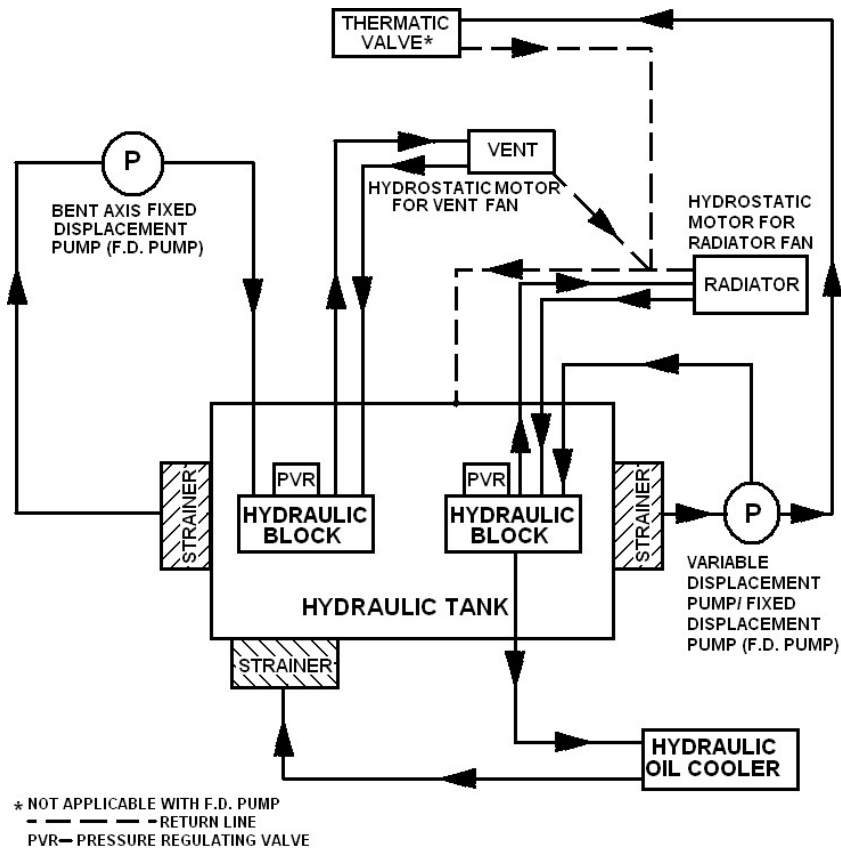 THERMATIC
VALVE*
P
BENT AXIS FIXED
DISPLACEMENT
PUMP (F.D. PUMP)
VENT
HYDROSTATIC MOTOR
FOR VENT FAN
HYDROSTATIC
MOTOR FOR
RADIATOR FAN
RADIATOR
STRAINER
PVR
HYDRAULIC
BLOCK
PVR
HYDRAULIC
BLOCK
STRAINER
P
VARIABLE
DISPLACEMENT
PUMP/ FIXED
DISPLACEMENT
PUMP (F.D. PUMP)
HYDRAULIC TANK
STRAINER
HYDRAULIC
OIL COOLER
* NOT APPLICABLE WITH F.D. PUMP
RETURN LINE
PVR— PRESSURE REGULATING VALVE